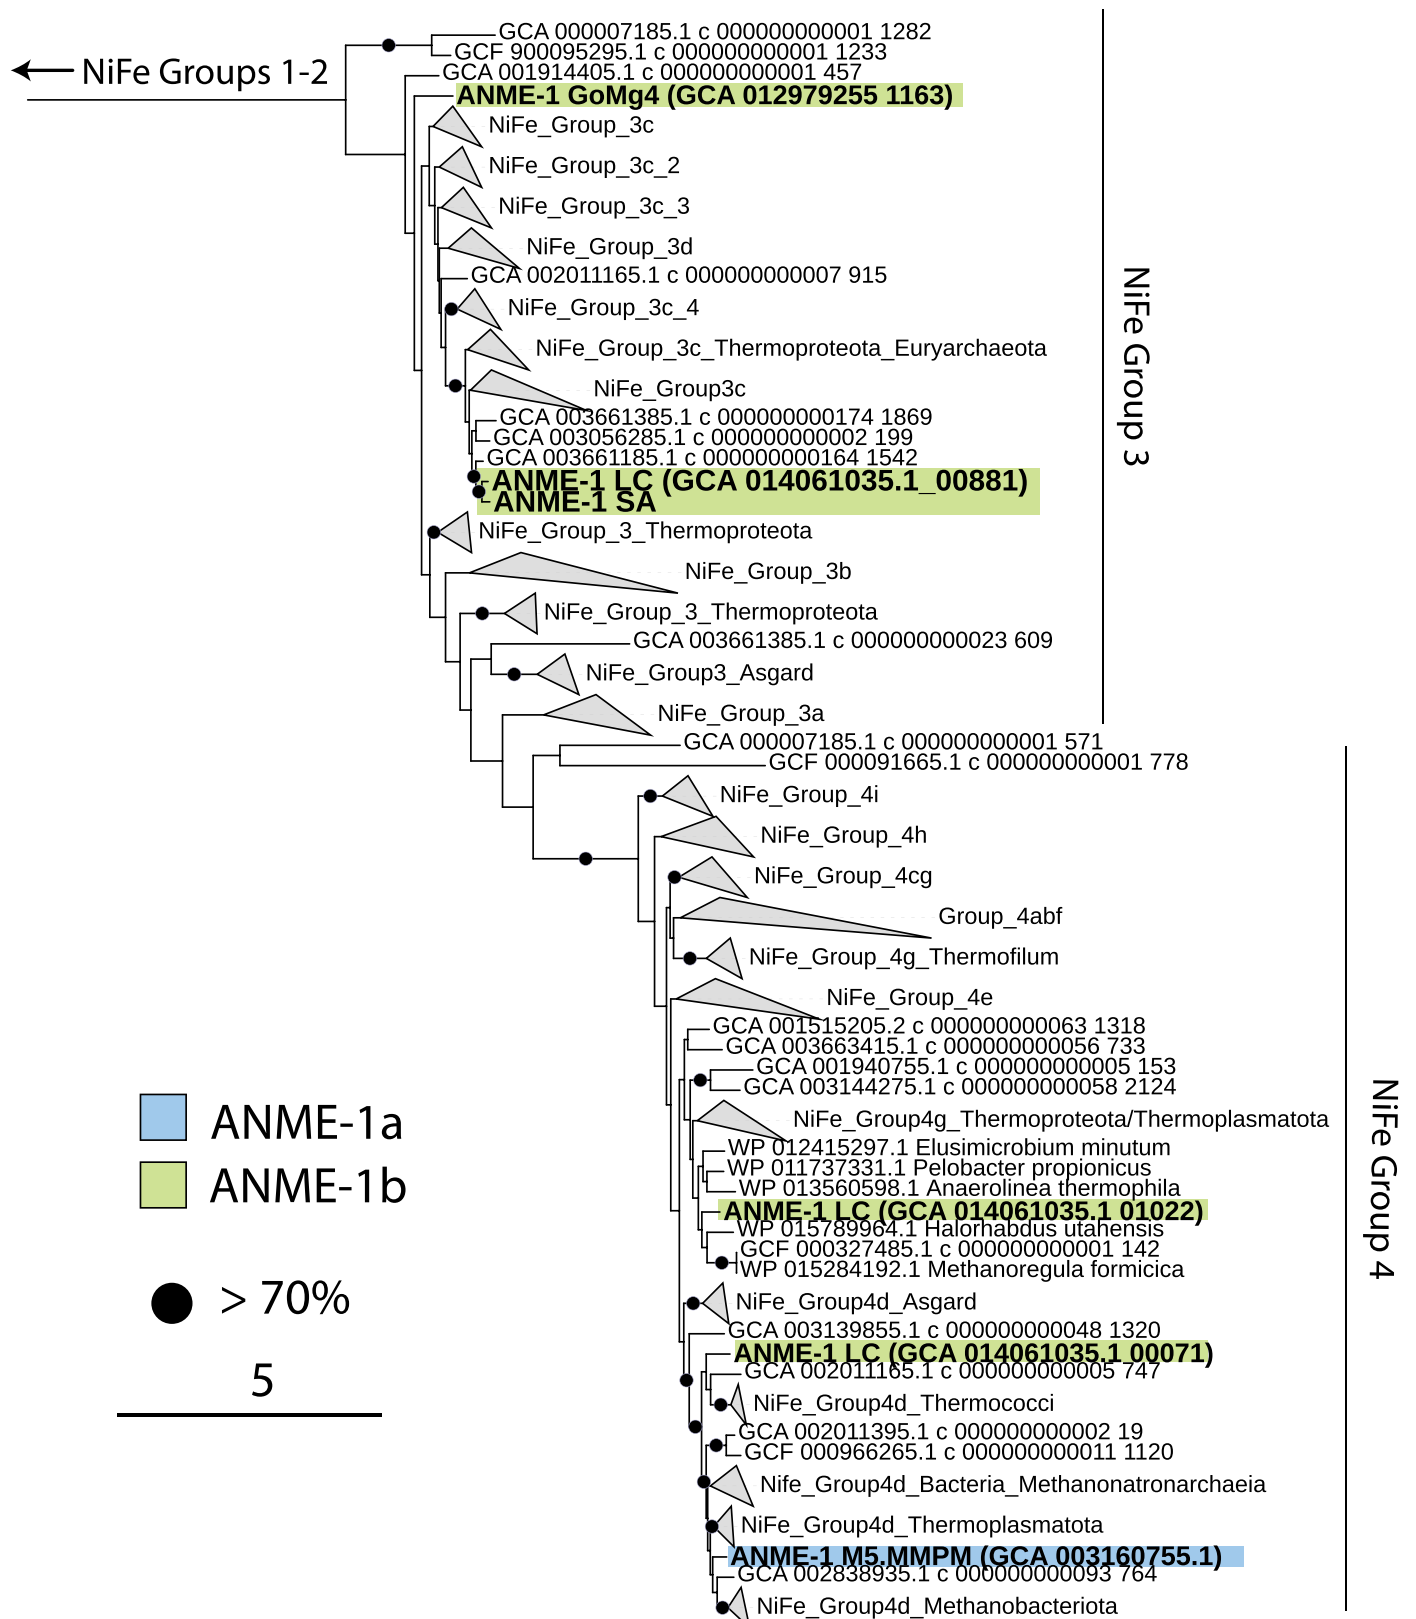 GCA 000007185.1 c 000000000001 1282
GCF 900095295.1 c 000000000001 1233
NiFe Groups 1-2
GCA 001914405.1 c 000000000001 457
ANME-1 GoMg4 (GCA 012979255 1163)
NiFe_Group_3c
NiFe_Group_3c_2
NiFe_Group_3c_3
NiFe_Group_3d
GCA 002011165.1 c 000000000007 915
NiFe_Group_3c_4
NiFe_Group_3c_Thermoproteota_Euryarchaeota
NiFe_Group3c
GCA 003661385.1 c 000000000174 1869
GCA 003056285.1 c 000000000002 199
GCA 003661185.1 c 000000000164 1542
ANME-1 LC (GCA 014061035.1_00881)
ANME-1 SA
NiFe_Group_3_Thermoproteota
NiFe_Group_3b
NiFe_Group_3_Thermoproteota
GCA 003661385.1 c 000000000023 609
NiFe_Group3_Asgard
NiFe_Group_3a
NiFe Group 3
GCA 000007185.1 c 000000000001 571
GCF 000091665.1 c 000000000001 778
NiFe_Group_4i
NiFe_Group_4h
NiFe_Group_4cg
Group_4abf
NiFe_Group_4g_Thermofilum
NiFe_Group_4e
GCA 001515205.2 c 000000000063 1318
GCA 003663415.1 c 000000000056 733
GCA 001940755.1 c 000000000005 153
GCA 003144275.1 c 000000000058 2124
NiFe_Group4g_Thermoproteota/Thermoplasmatota
WP 012415297.1 Elusimicrobium minutum
WP 011737331.1 Pelobacter propionicus
WP 013560598.1 Anaerolinea thermophila
ANME-1 LC (GCA 014061035.1 01022)
WP 015789964.1 Halorhabdus utahensis
GCF 000327485.1 c 000000000001 142
WP 015284192.1 Methanoregula formicica
NiFe_Group4d_Asgard
GCA 003139855.1 c 000000000048 1320
ANME-1 LC (GCA 014061035.1 00071)
GCA 002011165.1 c 000000000005 747
NiFe_Group4d_Thermococci
GCA 002011395.1 c 000000000002 19
GCF 000966265.1 c 000000000011 1120
Nife_Group4d_Bacteria_Methanonatronarchaeia
NiFe_Group4d_Thermoplasmatota
ANME-1 M5.MMPM (GCA 003160755.1)
GCA 002838935.1 c 000000000093 764
NiFe_Group4d_Methanobacteriota
NiFe Group 4
ANME-1a
ANME-1b
> 70%
5